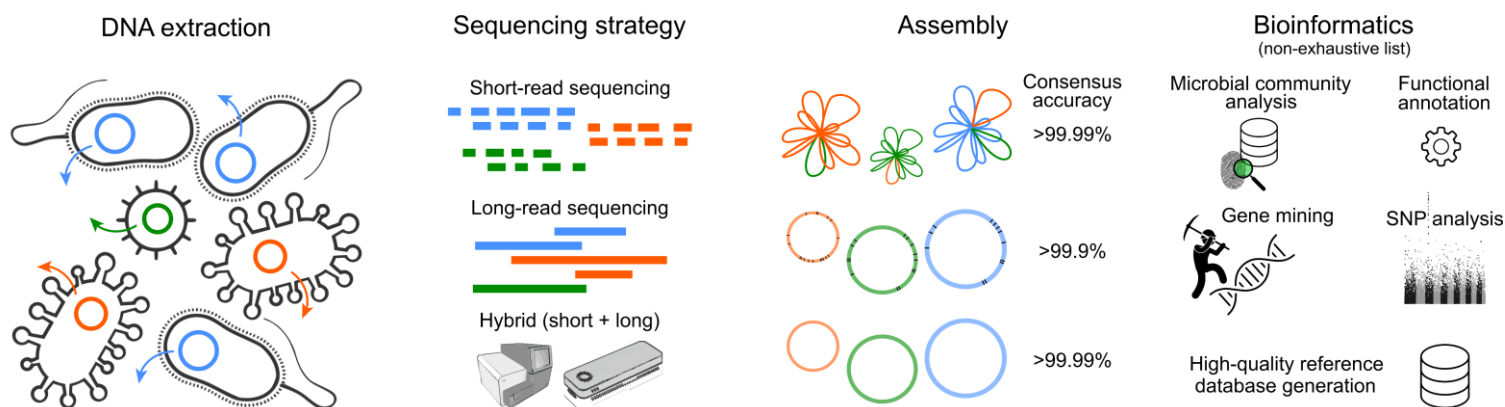 DNA extraction
Sequencing strategy
Short-read sequencing
Long-read sequencing
Hybrid (short + long)
Assembly
Consensus
accuracy
>99.99%
>99.9%
>99.99%
Bioinformatics
(non-exhaustive list)
Microbial community
analysis
Functional
annotation
Gene mining
SNP analysis
High-quality reference
database generation